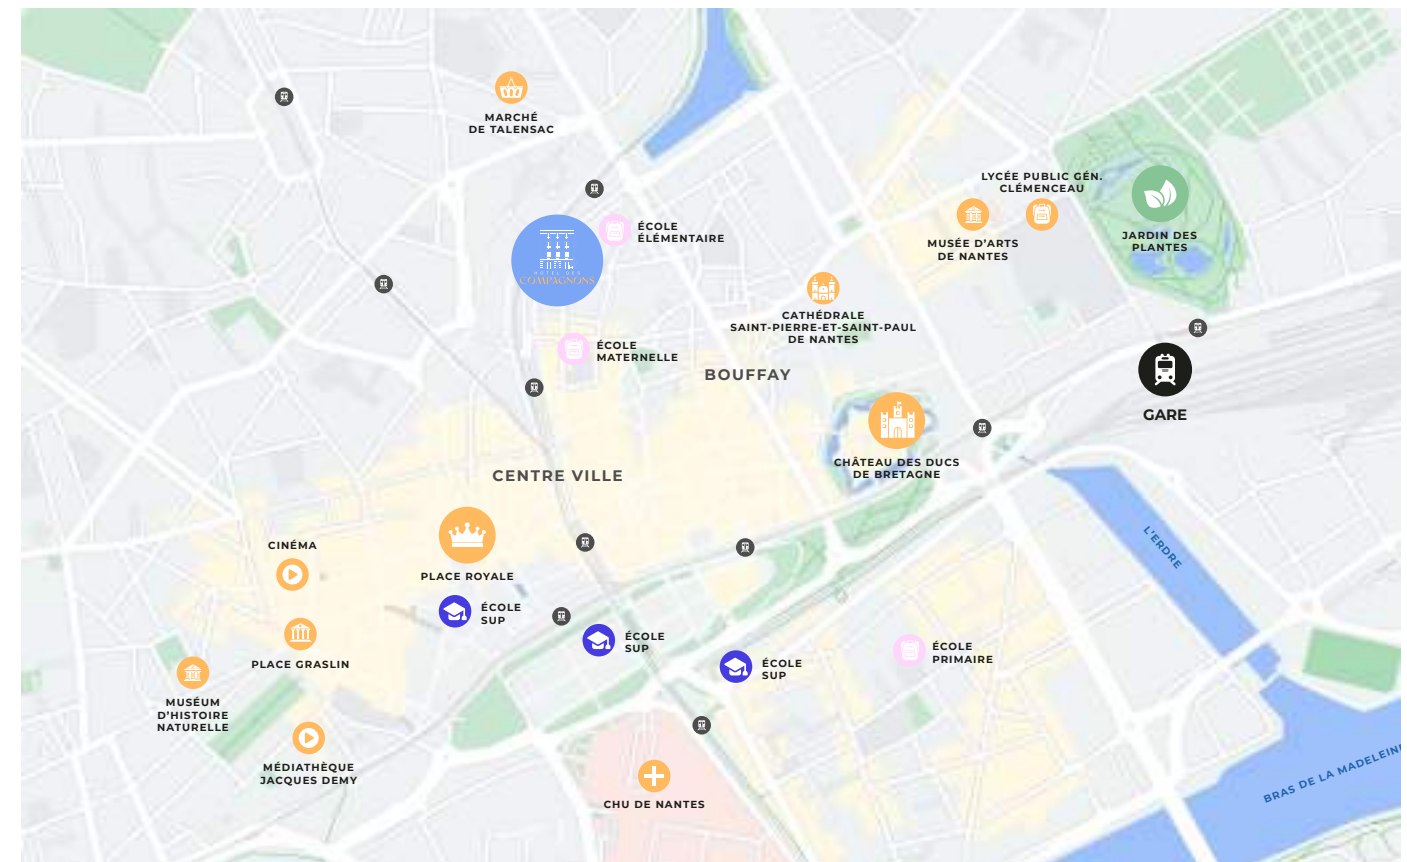 MARCHÉ
DE TALENSAC
LYCÉE PUBLIC GÉN.
CLÉMENCEAU
ÉCOLE
ÉLÉMENTAIRE
HÔTEL DES
COMPAGNONS
MUSÉE D'ARTS
DE NANTES
JARDIN DES
PLANTES
CATHÉDRALE
SAINT-PIERRE-ET-SAINT-PAUL
DE NANTES
ÉCOLE
MATERNELLE
BOUFFAY
GARE
CHÂTEAU DES DUCS
DE BRETAGNE
CENTRE VILLE
L'ERDRE
CINÉMA
PLACE ROYALE
ÉCOLE
SUP
ÉCOLE
SUP
ÉCOLE
SUP
ÉCOLE
PRIMAIRE
PLACE GRASLIN
MUSÉUM
D'HISTOIRE
NATURELLE
MÉDIATHÈQUE
JACQUES DEMY
CHU DE NANTES
BRAS DE LA MADELEINE